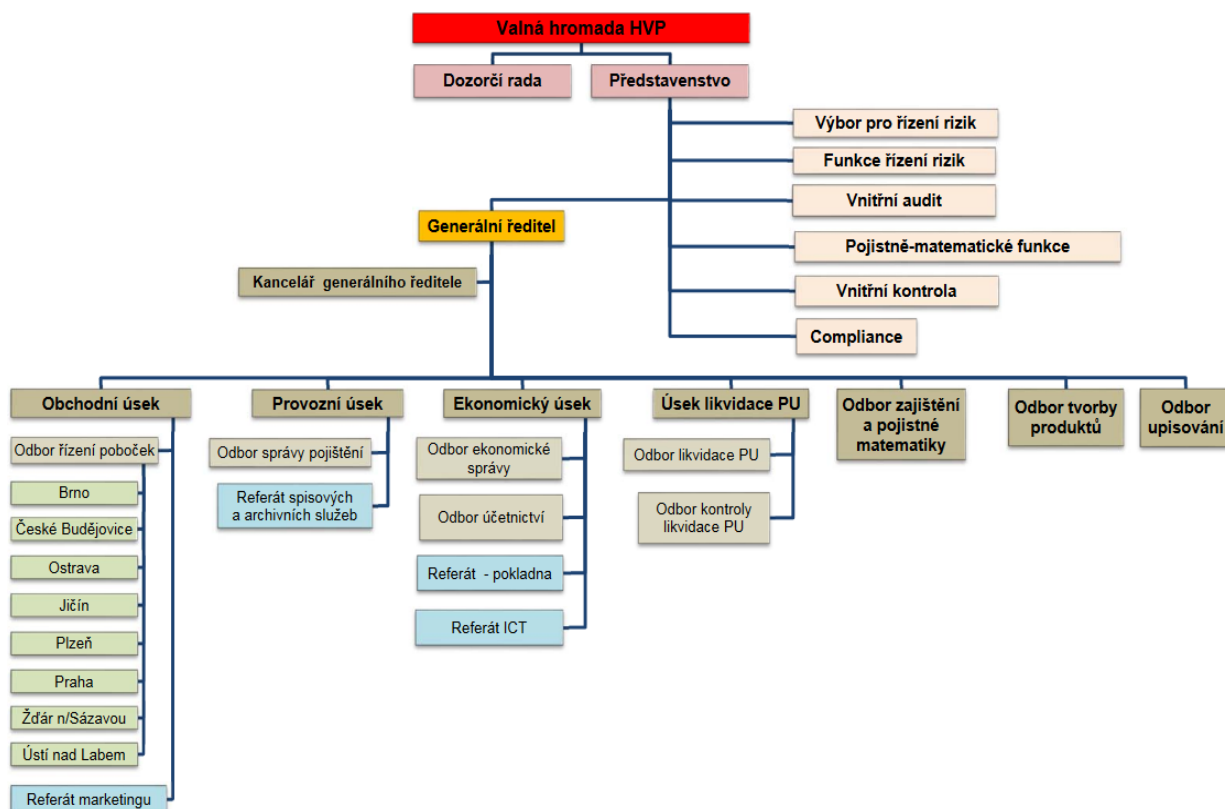 Valná hromada HVP
Dozorčí rada
Představenstvo
Výbor pro řízení rizik
Funkce řízení rizik
Vnitřní audit
Generální ředitel
Pojistně-matematické funkce
Kancelář generálního ředitele
Vnitřní kontrola
Compliance
Obchodní úsek
Provozní úsek
Ekonomický úsek
Úsek likvidace PU
Odbor zajištění
a pojistné
matematiky
Odbor tvorby
produktů
Odbor
upisování
Odbor řízení poboček
Brno
České Budějovice
Ostrava
Jičín
Plzeň
Praha
Žďár n/Sázavou
Ústí nad Labem
Referát marketingu
Odbor správy pojištění
Referát spisových
a archivních služeb
Odbor ekonomické
správy
Odbor účetnictví
Referát - pokladna
Referát ICT
Odbor likvidace PU
Odbor kontroly
likvidace PU